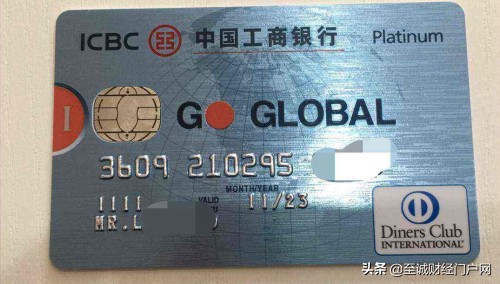 ICBC 中国工商银行 Platinum
I
GO GLOBAL
3609 210295
MONTH/YEAR
1111 VALID 11/23
MR.L
Diners Club
INTERNATIONAL
头条 @至诚财经门户网